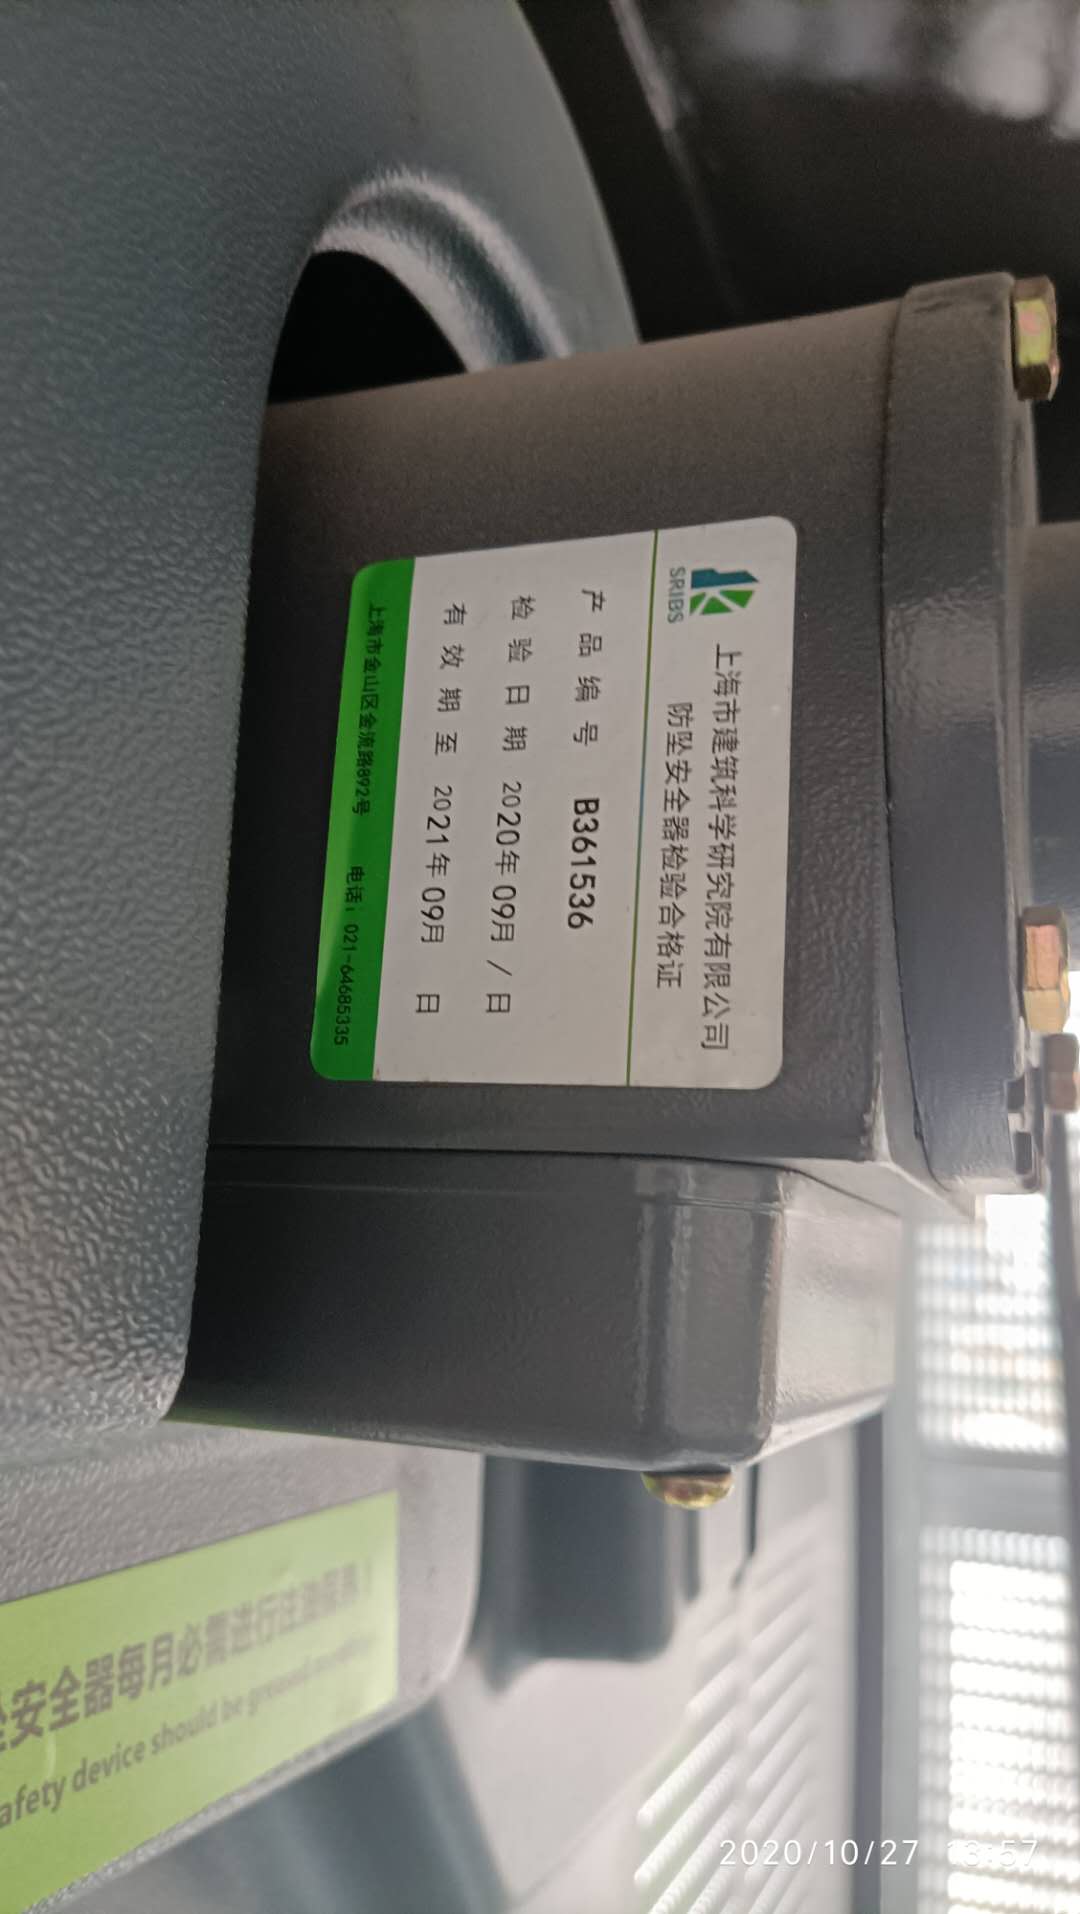 SRIBS
上海市建筑科学研究院有限公司
防坠安全器检验合格证
产品编号 B361536
检验日期 2020年09月/日
有效期至 2021年09月 日
上海市金山区金流路892号 电话：021-64685335
安全器每月必需进行注油保养！
afety device should be greased monthly
2020/10/27 13:57